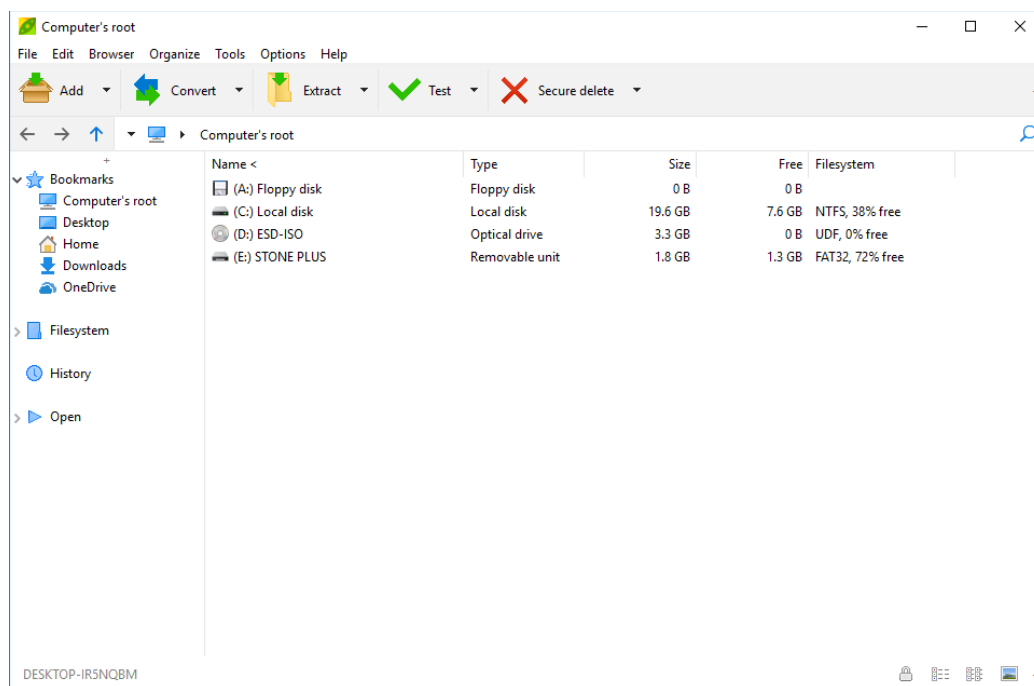 Computer's root
File Edit Browser Organize Tools Options Help
Add Convert Extract Test Secure delete
Computer's root
Name < Type Size Free Filesystem
Bookmarks
Computer's root
Desktop
Home
Downloads
OneDrive
Filesystem
History
Open
(A:) Floppy disk Floppy disk 0 B 0 B
(C:) Local disk Local disk 19.6 GB 7.6 GB NTFS, 38% free
(D:) ESD-ISO Optical drive 3.3 GB 0 B UDF, 0% free
(E:) STONE PLUS Removable unit 1.8 GB 1.3 GB FAT32, 72% free
DESKTOP-IR5NQBM